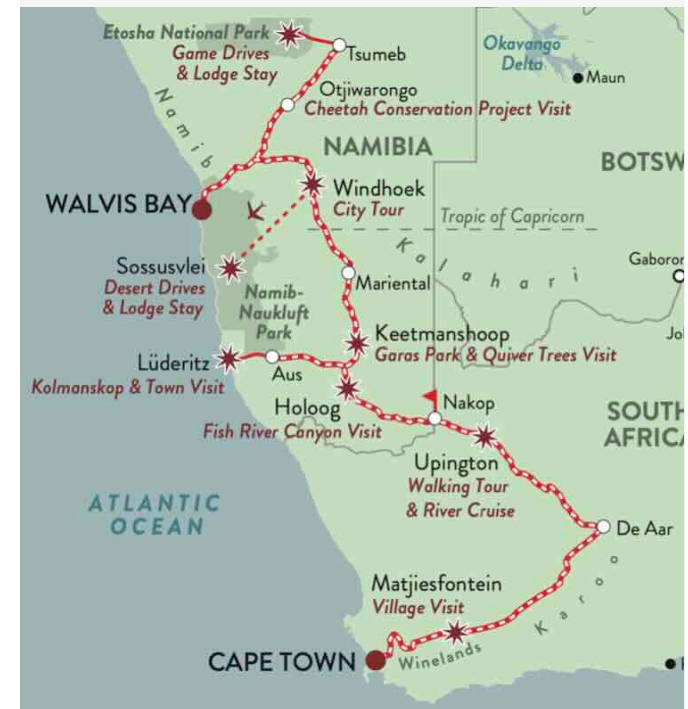 Etosha National Park
Game Drives
& Lodge Stay
Tsumeb
Okavango
Delta
Maun
Otjiwarongo
Cheetah Conservation Project Visit
Namib
NAMIBIA
BOTSW
WALVIS BAY
Windhoek
City Tour
Tropic of Capricorn
Kalahari
Gaboron
Sossusvlei
Desert Drives
& Lodge Stay
Namib-
Naukluft
Park
Mariental
Keetmanshoop
Garas Park & Quiver Trees Visit
Jo
Lüderitz
Kolmanskop & Town Visit
Aus
Holoog
Fish River Canyon Visit
Nakop
SOUTH
AFRICA
Upington
Walking Tour
& River Cruise
ATLANTIC
OCEAN
De Aar
Karoo
Matjiesfontein
Village Visit
Winelands
CAPE TOWN